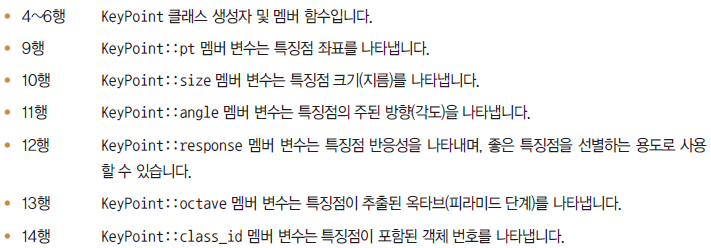 • 4~6행 KeyPoint 클래스 생성자 및 멤버 함수입니다.
• 9행 KeyPoint::pt 멤버 변수는 특징점 좌표를 나타냅니다.
• 10행 KeyPoint::size 멤버 변수는 특징점 크기(지름)를 나타냅니다.
• 11행 KeyPoint::angle 멤버 변수는 특징점의 주된 방향(각도)을 나타냅니다.
• 12행 KeyPoint::response 멤버 변수는 특징점 반응성을 나타내며, 좋은 특징점을 선별하는 용도로 사용
할 수 있습니다.
• 13행 KeyPoint::octave 멤버 변수는 특징점이 추출된 옥타브(피라미드 단계)를 나타냅니다.
• 14행 KeyPoint::class_id 멤버 변수는 특징점이 포함된 객체 번호를 나타냅니다.